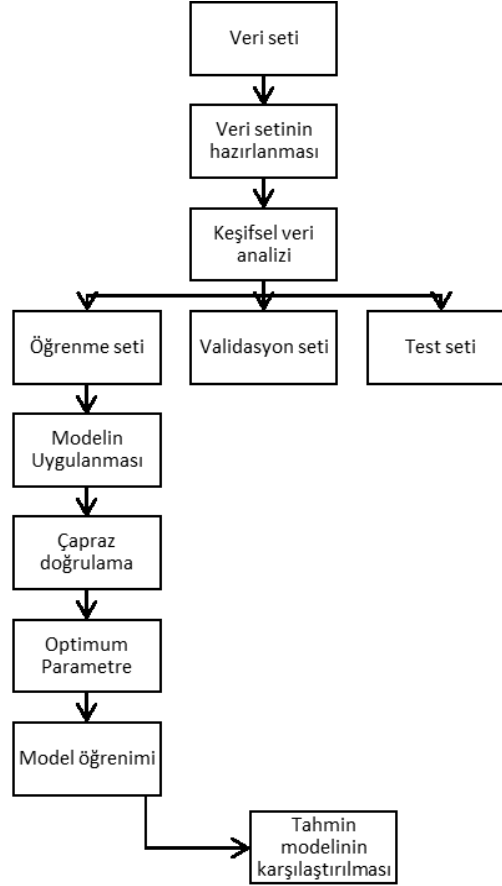 Veri seti
Veri setinin
hazırlanması
Keşifsel veri
analizi
Öğrenme seti
Validasyon seti
Test seti
Modelin
Uygulanması
Çapraz
doğrulama
Optimum
Parametre
Model öğrenimi
Tahmin
modelinin
karşılaştırılması